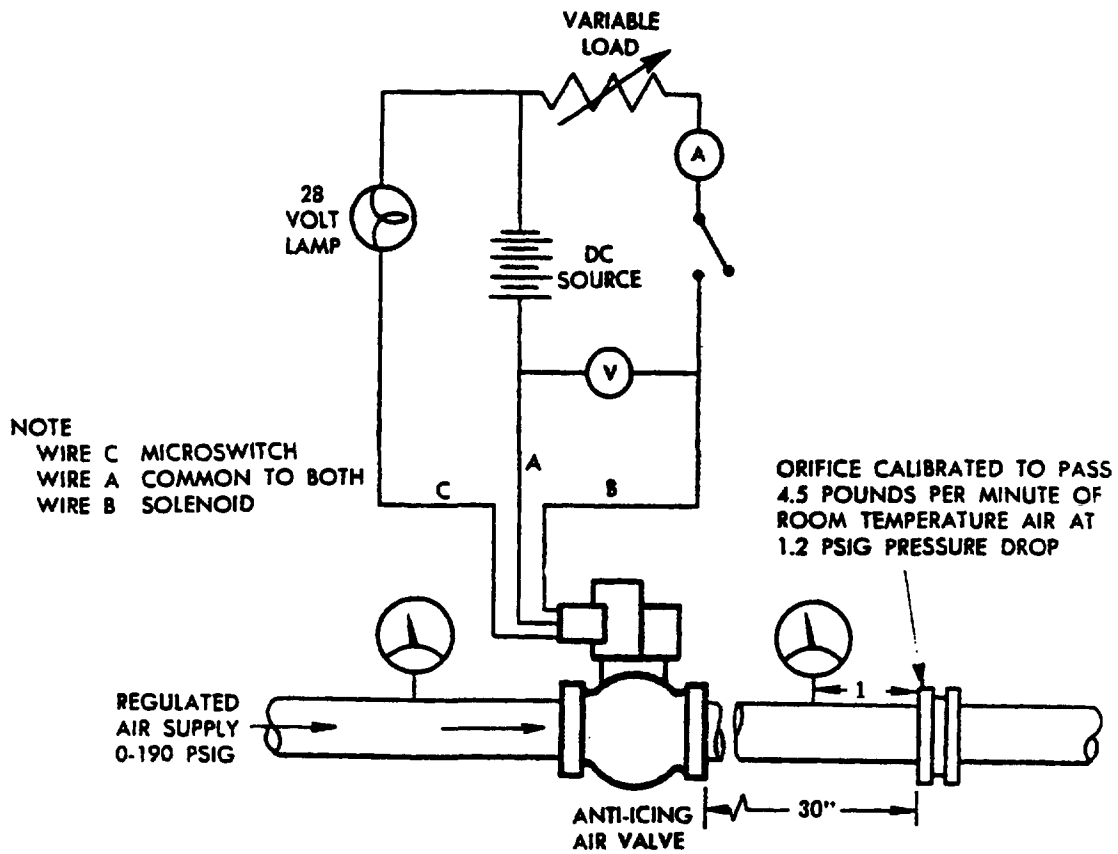 VARIABLE
LOAD
A
28
VOLT
LAMP
DC
SOURCE
V
NOTE
WIRE C MICROSWITCH
WIRE A COMMON TO BOTH
WIRE B SOLENOID
A
C
B
ORIFICE CALIBRATED TO PASS
4.5 POUNDS PER MINUTE OF
ROOM TEMPERATURE AIR AT
1.2 PSIG PRESSURE DROP
1
REGULATED
AIR SUPPLY
0-190 PSIG
30"
ANTI-ICING
AIR VALVE